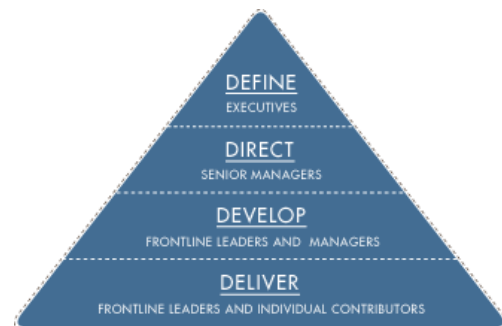 DEFINE
EXECUTIVES
DIRECT
SENIOR MANAGERS
DEVELOP
FRONTLINE LEADERS AND MANAGERS
DELIVER
FRONTLINE LEADERS AND INDIVIDUAL CONTRIBUTORS